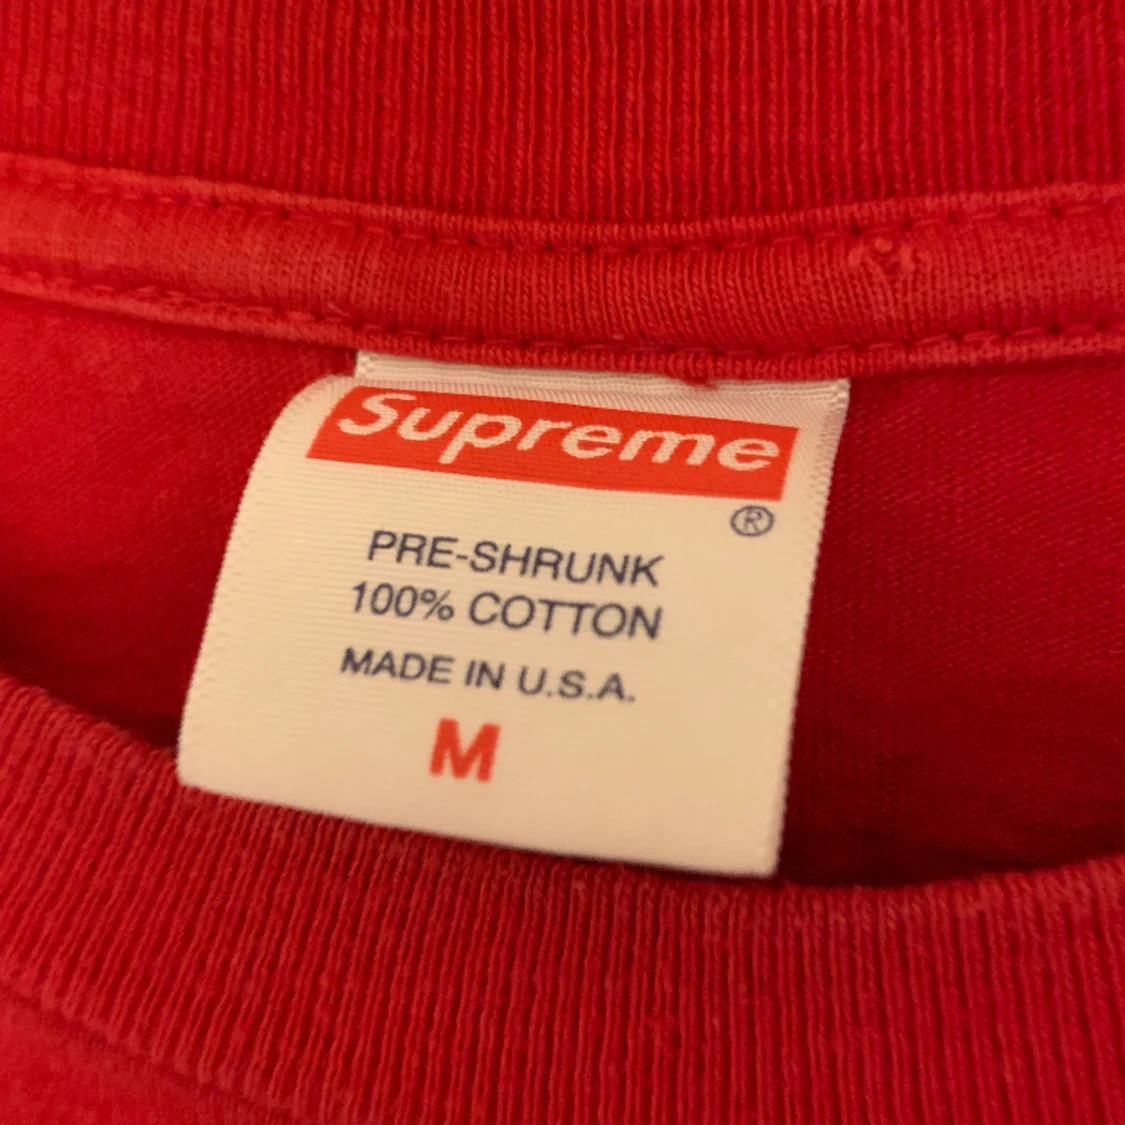 Supreme
®
PRE-SHRUNK
100% COTTON
MADE IN U.S.A.
M